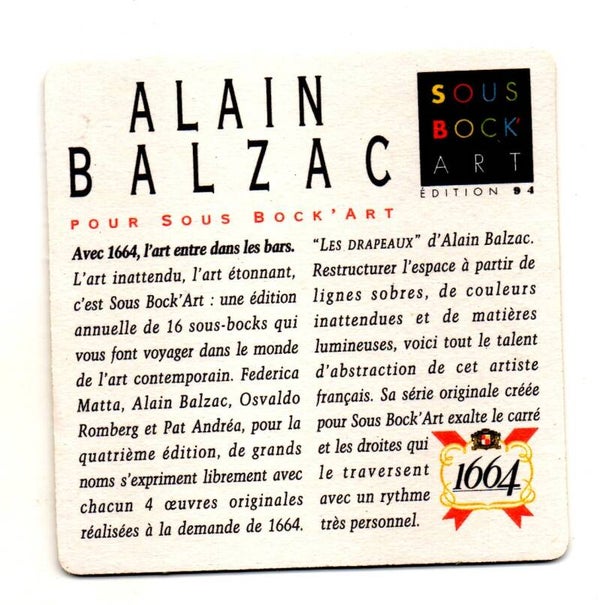 ALAIN
BALZAC
POUR SOUS BOCK'ART
SOUS
BOCK'
ART
ÉDITION 94
Avec 1664, l'art entre dans les bars.
L'art inattendu, l'art étonnant,
c'est Sous Bock'Art : une édition
annuelle de 16 sous-bocks qui
vous font voyager dans le monde
de l'art contemporain. Federica
Matta, Alain Balzac, Osvaldo
Romberg et Pat Andréa, pour la
quatrième édition, de grands
noms s'expriment librement avec
chacun 4 œuvres originales
réalisées à la demande de 1664.
"LES DRAPEAUX" d'Alain Balzac.
Restructurer l'espace à partir de
lignes sobres, de couleurs
inattendues et de matières
lumineuses, voici tout le talent
d'abstraction de cet artiste
français. Sa série originale créée
pour Sous Bock'Art exalte le carré
et les droites qui
le traversent
avec un rythme
très personnel.
1664